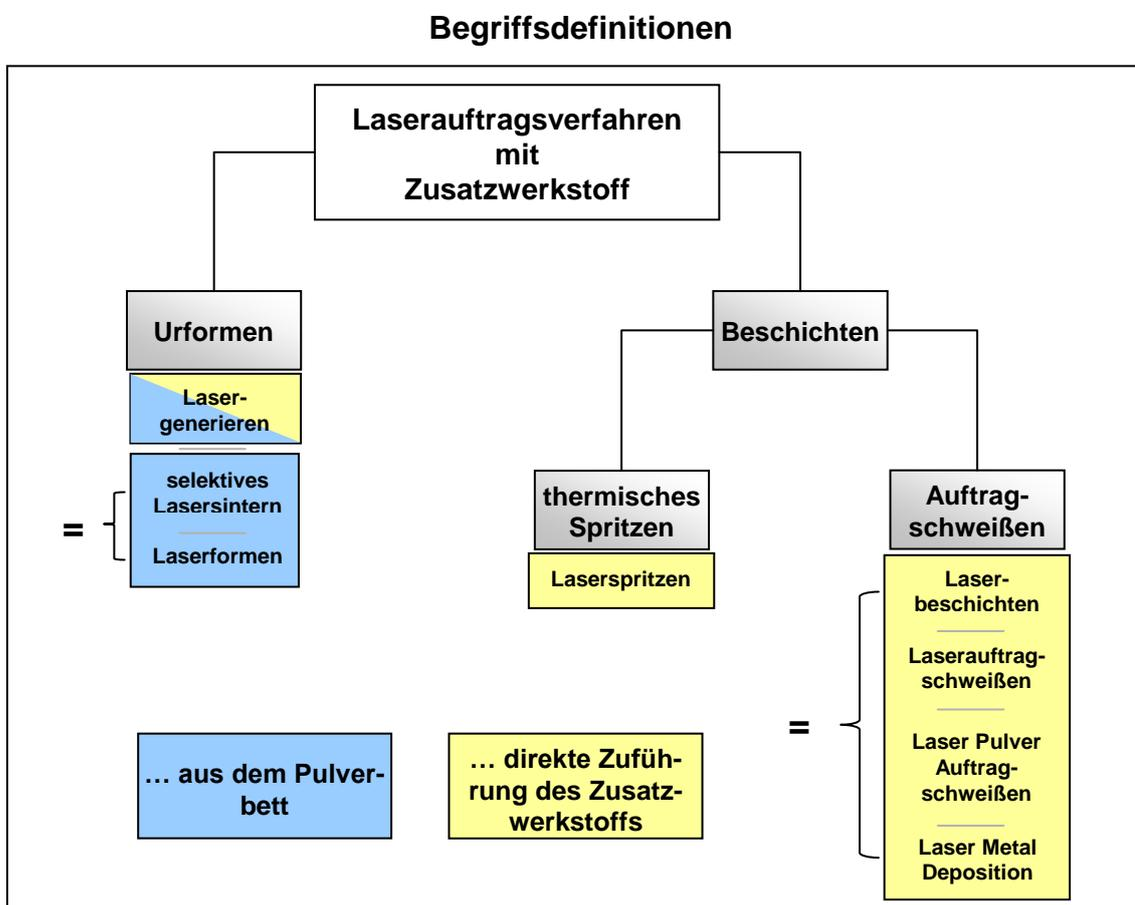 Begriffsdefinitionen
Laserauftragsverfahren
mit
Zusatzwerkstoff
Urformen
Laser-
generieren
selektives
Lasersintern
Laserformen
=
Beschichten
thermisches
Spritzen
Laserspritzen
Auftrag-
schweißen
Laser-
beschichten
Laserauftrag-
schweißen
Laser Pulver
Auftrag-
schweißen
Laser Metal
Deposition
=
… aus dem Pulver-
bett
… direkte Zufüh-
rung des Zusatz-
werkstoffs